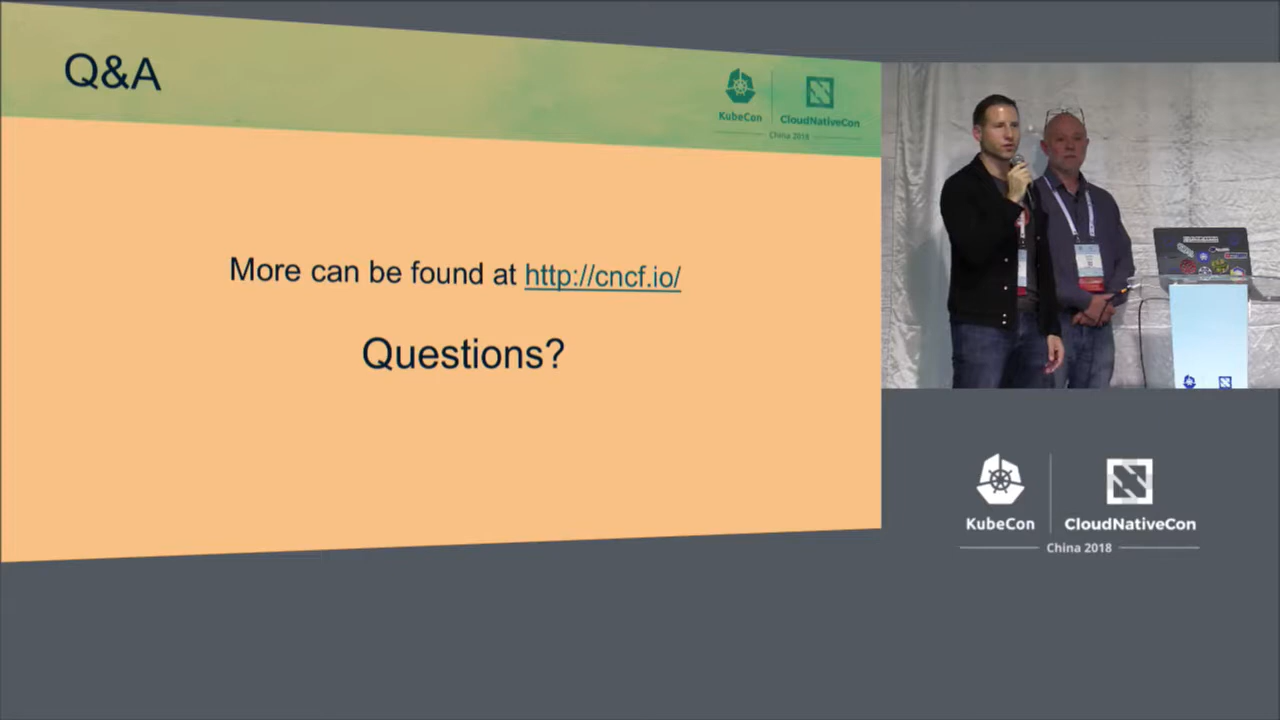 Q&A
KubeCon
CloudNativeCon
China 2018
More can be found at http://cncf.io/
Questions?
KubeCon
CloudNativeCon
China 2018